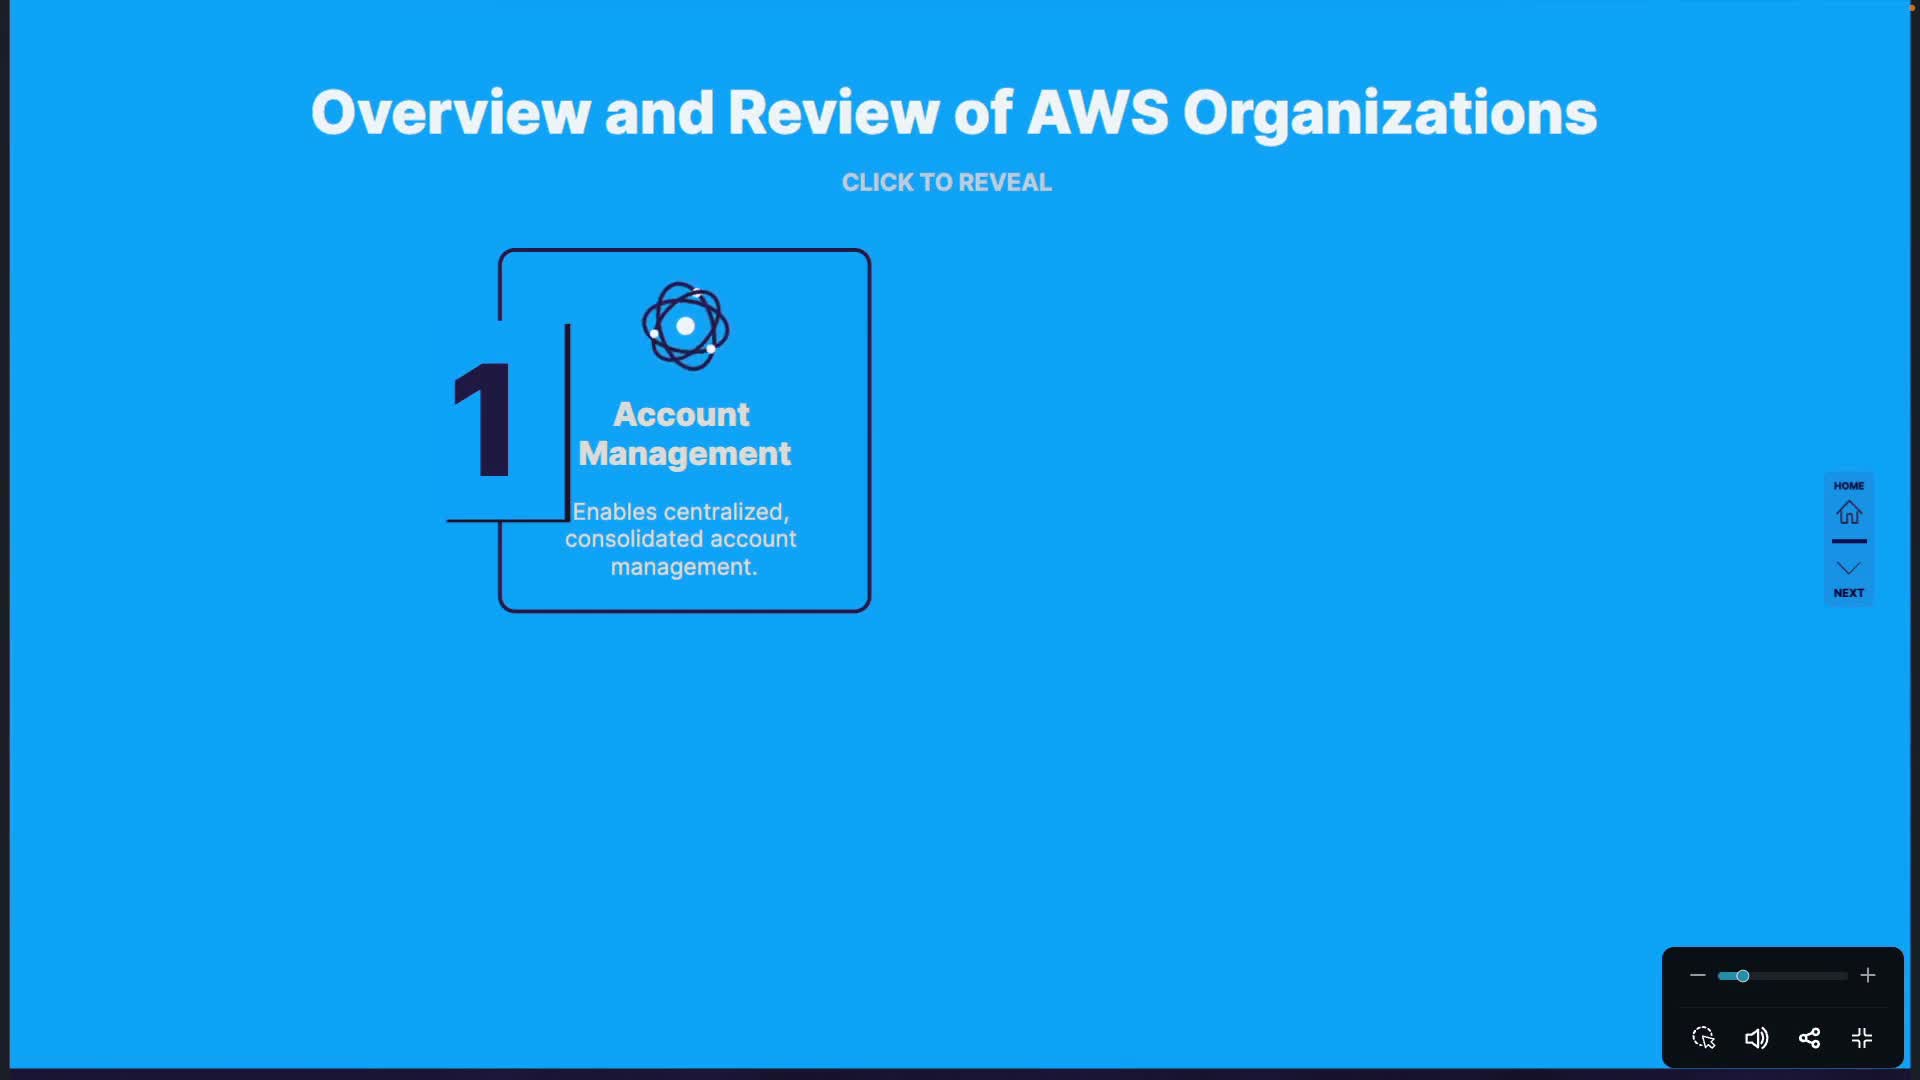 Overview and Review of AWS Organizations
CLICK TO REVEAL
1
Account
Management
Enables centralized,
consolidated account
management.
HOME
NEXT